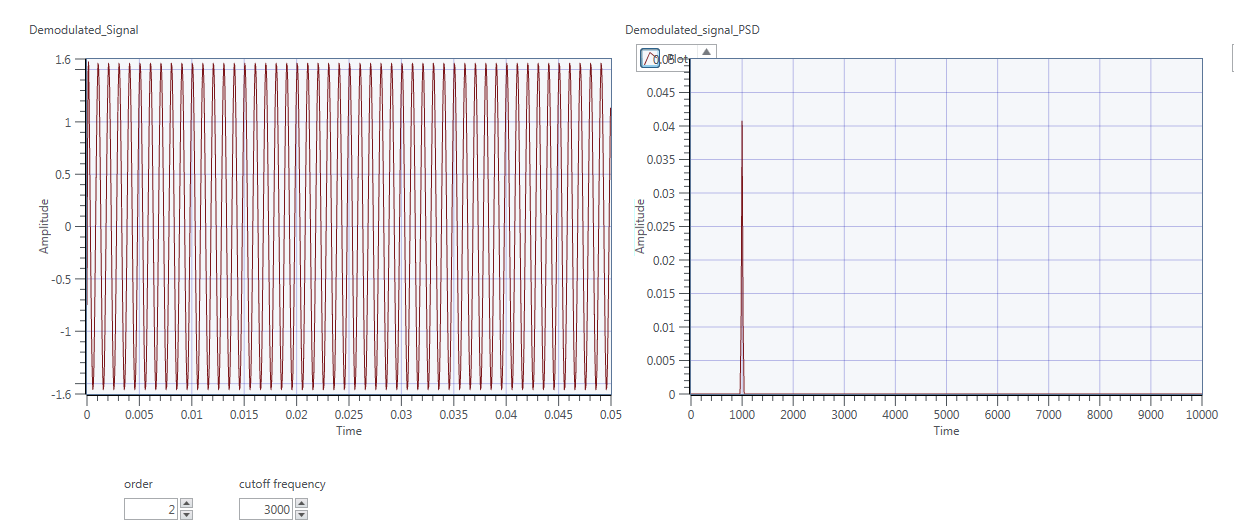 Demodulated_Signal
1.6
1
0.5
0
-0.5
-1
-1.6
Amplitude
0 0.005 0.01 0.015 0.02 0.025 0.03 0.035 0.04 0.045 0.05
Time
Demodulated_signal_PSD
Plot
0.05
0.045
0.04
0.035
0.03
0.025
0.02
0.015
0.01
0.005
0
Amplitude
0 1000 2000 3000 4000 5000 6000 7000 8000 9000 10000
Time
order
2
cutoff frequency
3000